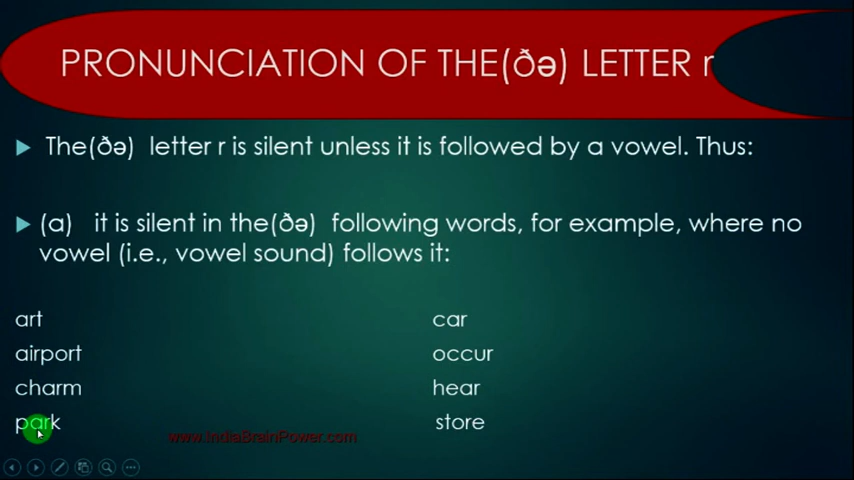 PRONUNCIATION OF THE(ðə) LETTER r
The(ðə) letter r is silent unless it is followed by a vowel. Thus:
(a) it is silent in the(ðə) following words, for example, where no
vowel (i.e., vowel sound) follows it:
art
airport
charm
park
car
occur
hear
store
www.IndiaBrainPower.com